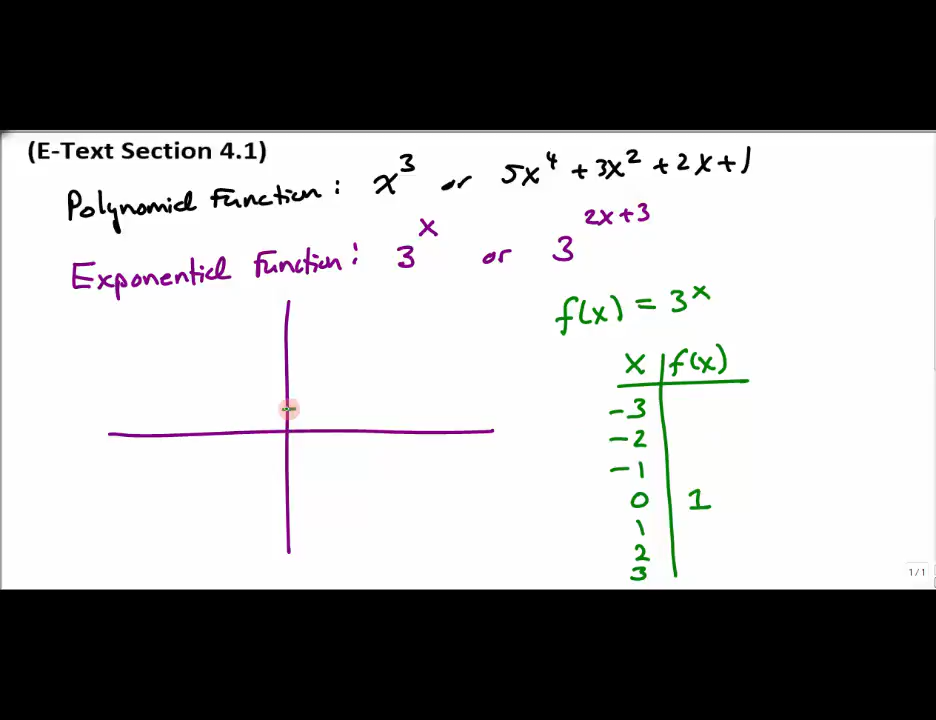 (E-Text Section 4.1)
Polynomial Function: x³ or 5x⁴ + 3x² + 2x + 1
Exponential Function: 3ˣ or 3²ˣ⁺³
f(x) = 3ˣ
x f(x)
-3
-2
-1
0 1
1
2
3
1/1